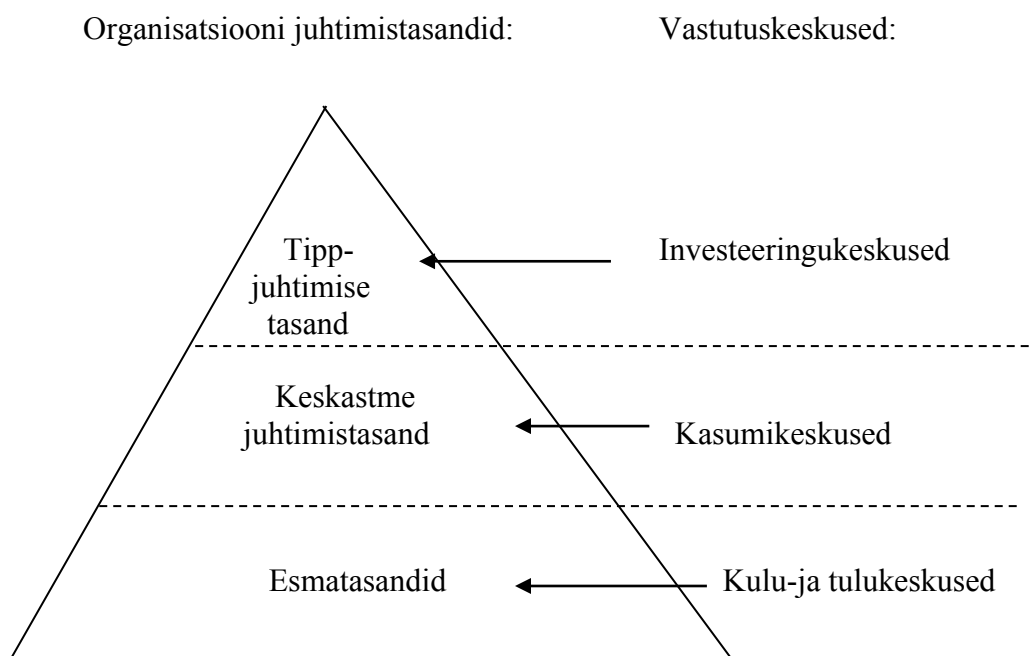 Organisatsiooni juhtimistasandid: Vastutuskeskused:
Tipp-
juhtimise
tasand
Investeeringukeskused
Keskastme
juhtimistasand
Kasumikeskused
Esmatasandid
Kulu-ja tulukeskused